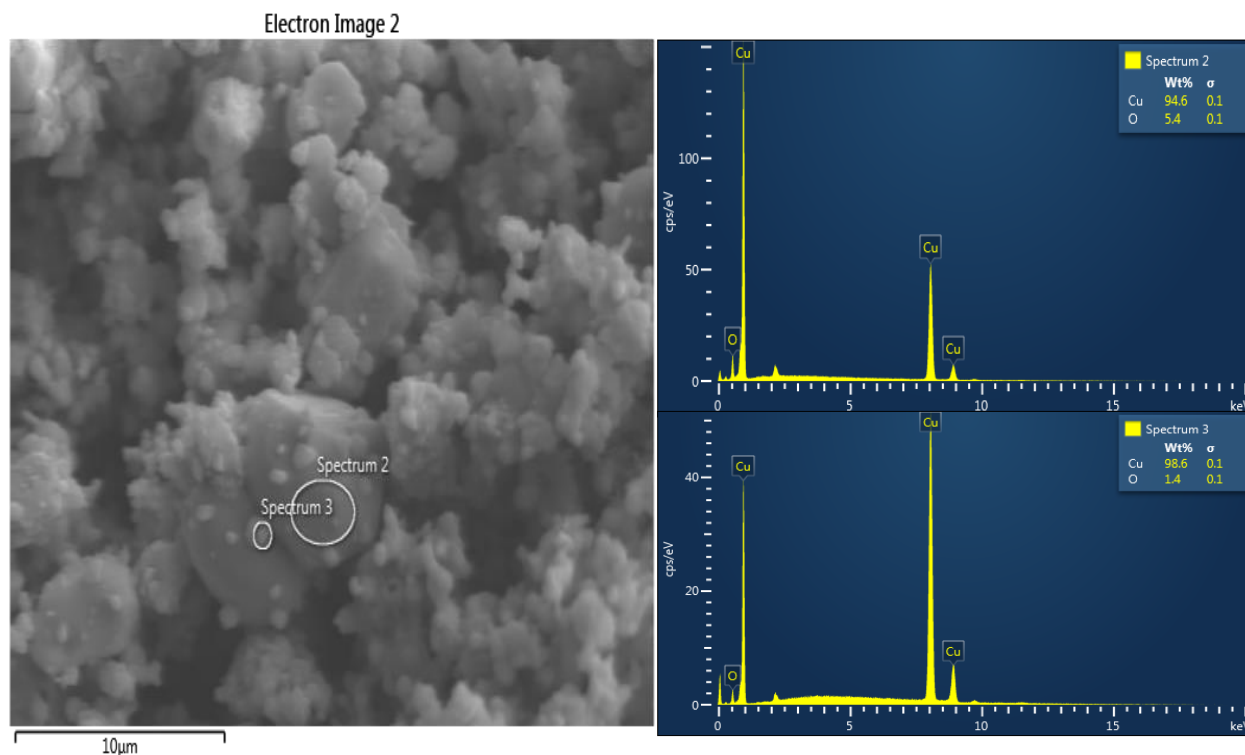 Electron Image 2
Spectrum 2
Spectrum 3
10μm
Cu
Cu
O
Cu
100
50
0
cps/eV
0
5
10
15
keV
Spectrum 2
Wt% σ
Cu 94.6 0.1
O 5.4 0.1
Cu
Cu
Cu
O
40
20
0
cps/eV
0
5
10
15
keV
Spectrum 3
Wt% σ
Cu 98.6 0.1
O 1.4 0.1